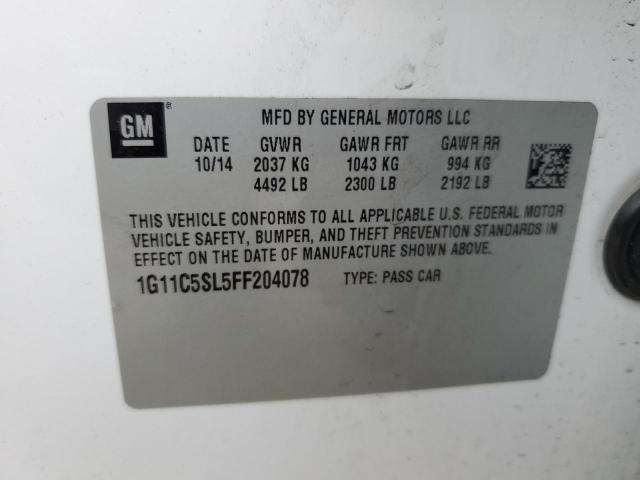 GM®
MFD BY GENERAL MOTORS LLC
DATE GVWR GAWR FRT GAWR RR
10/14 2037 KG 1043 KG 994 KG
4492 LB 2300 LB 2192 LB
THIS VEHICLE CONFORMS TO ALL APPLICABLE U.S. FEDERAL MOTOR
VEHICLE SAFETY, BUMPER, AND THEFT PREVENTION STANDARDS IN
EFFECT ON THE DATE OF MANUFACTURE SHOWN ABOVE.
1G11C5SL5FF204078 TYPE: PASS CAR